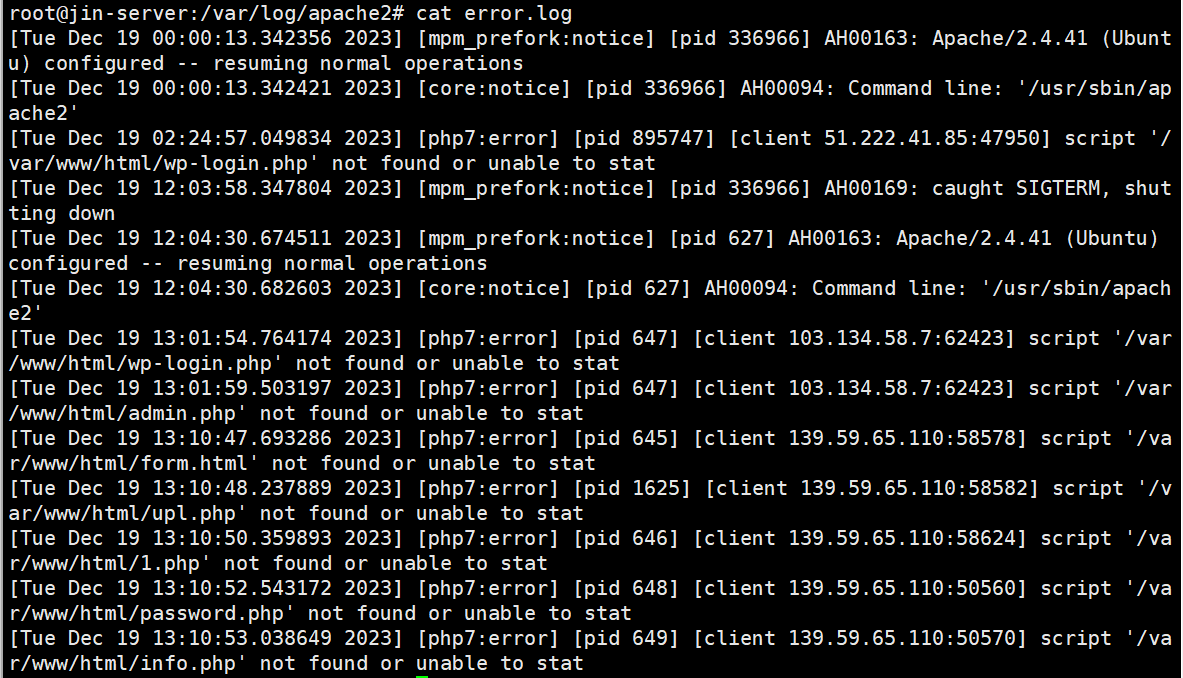 root@jin-server:/var/log/apache2# cat error.log
[Tue Dec 19 00:00:13.342356 2023] [mpm_prefork:notice] [pid 336966] AH00163: Apache/2.4.41 (Ubunt
u) configured -- resuming normal operations
[Tue Dec 19 00:00:13.342421 2023] [core:notice] [pid 336966] AH00094: Command line: '/usr/sbin/ap
ache2'
[Tue Dec 19 02:24:57.049834 2023] [php7:error] [pid 895747] [client 51.222.41.85:47950] script '/
var/www/html/wp-login.php' not found or unable to stat
[Tue Dec 19 12:03:58.347804 2023] [mpm_prefork:notice] [pid 336966] AH00169: caught SIGTERM, shut
ting down
[Tue Dec 19 12:04:30.674511 2023] [mpm_prefork:notice] [pid 627] AH00163: Apache/2.4.41 (Ubuntu)
configured -- resuming normal operations
[Tue Dec 19 12:04:30.682603 2023] [core:notice] [pid 627] AH00094: Command line: '/usr/sbin/apach
e2'
[Tue Dec 19 13:01:54.764174 2023] [php7:error] [pid 647] [client 103.134.58.7:62423] script '/var
/www/html/wp-login.php' not found or unable to stat
[Tue Dec 19 13:01:59.503197 2023] [php7:error] [pid 647] [client 103.134.58.7:62423] script '/var
/www/html/admin.php' not found or unable to stat
[Tue Dec 19 13:10:47.693286 2023] [php7:error] [pid 645] [client 139.59.65.110:58578] script '/va
r/www/html/form.html' not found or unable to stat
[Tue Dec 19 13:10:48.237889 2023] [php7:error] [pid 1625] [client 139.59.65.110:58582] script '/v
ar/www/html/upl.php' not found or unable to stat
[Tue Dec 19 13:10:50.359893 2023] [php7:error] [pid 646] [client 139.59.65.110:58624] script '/va
r/www/html/1.php' not found or unable to stat
[Tue Dec 19 13:10:52.543172 2023] [php7:error] [pid 648] [client 139.59.65.110:50560] script '/va
r/www/html/password.php' not found or unable to stat
[Tue Dec 19 13:10:53.038649 2023] [php7:error] [pid 649] [client 139.59.65.110:50570] script '/va
r/www/html/info.php' not found or unable to stat